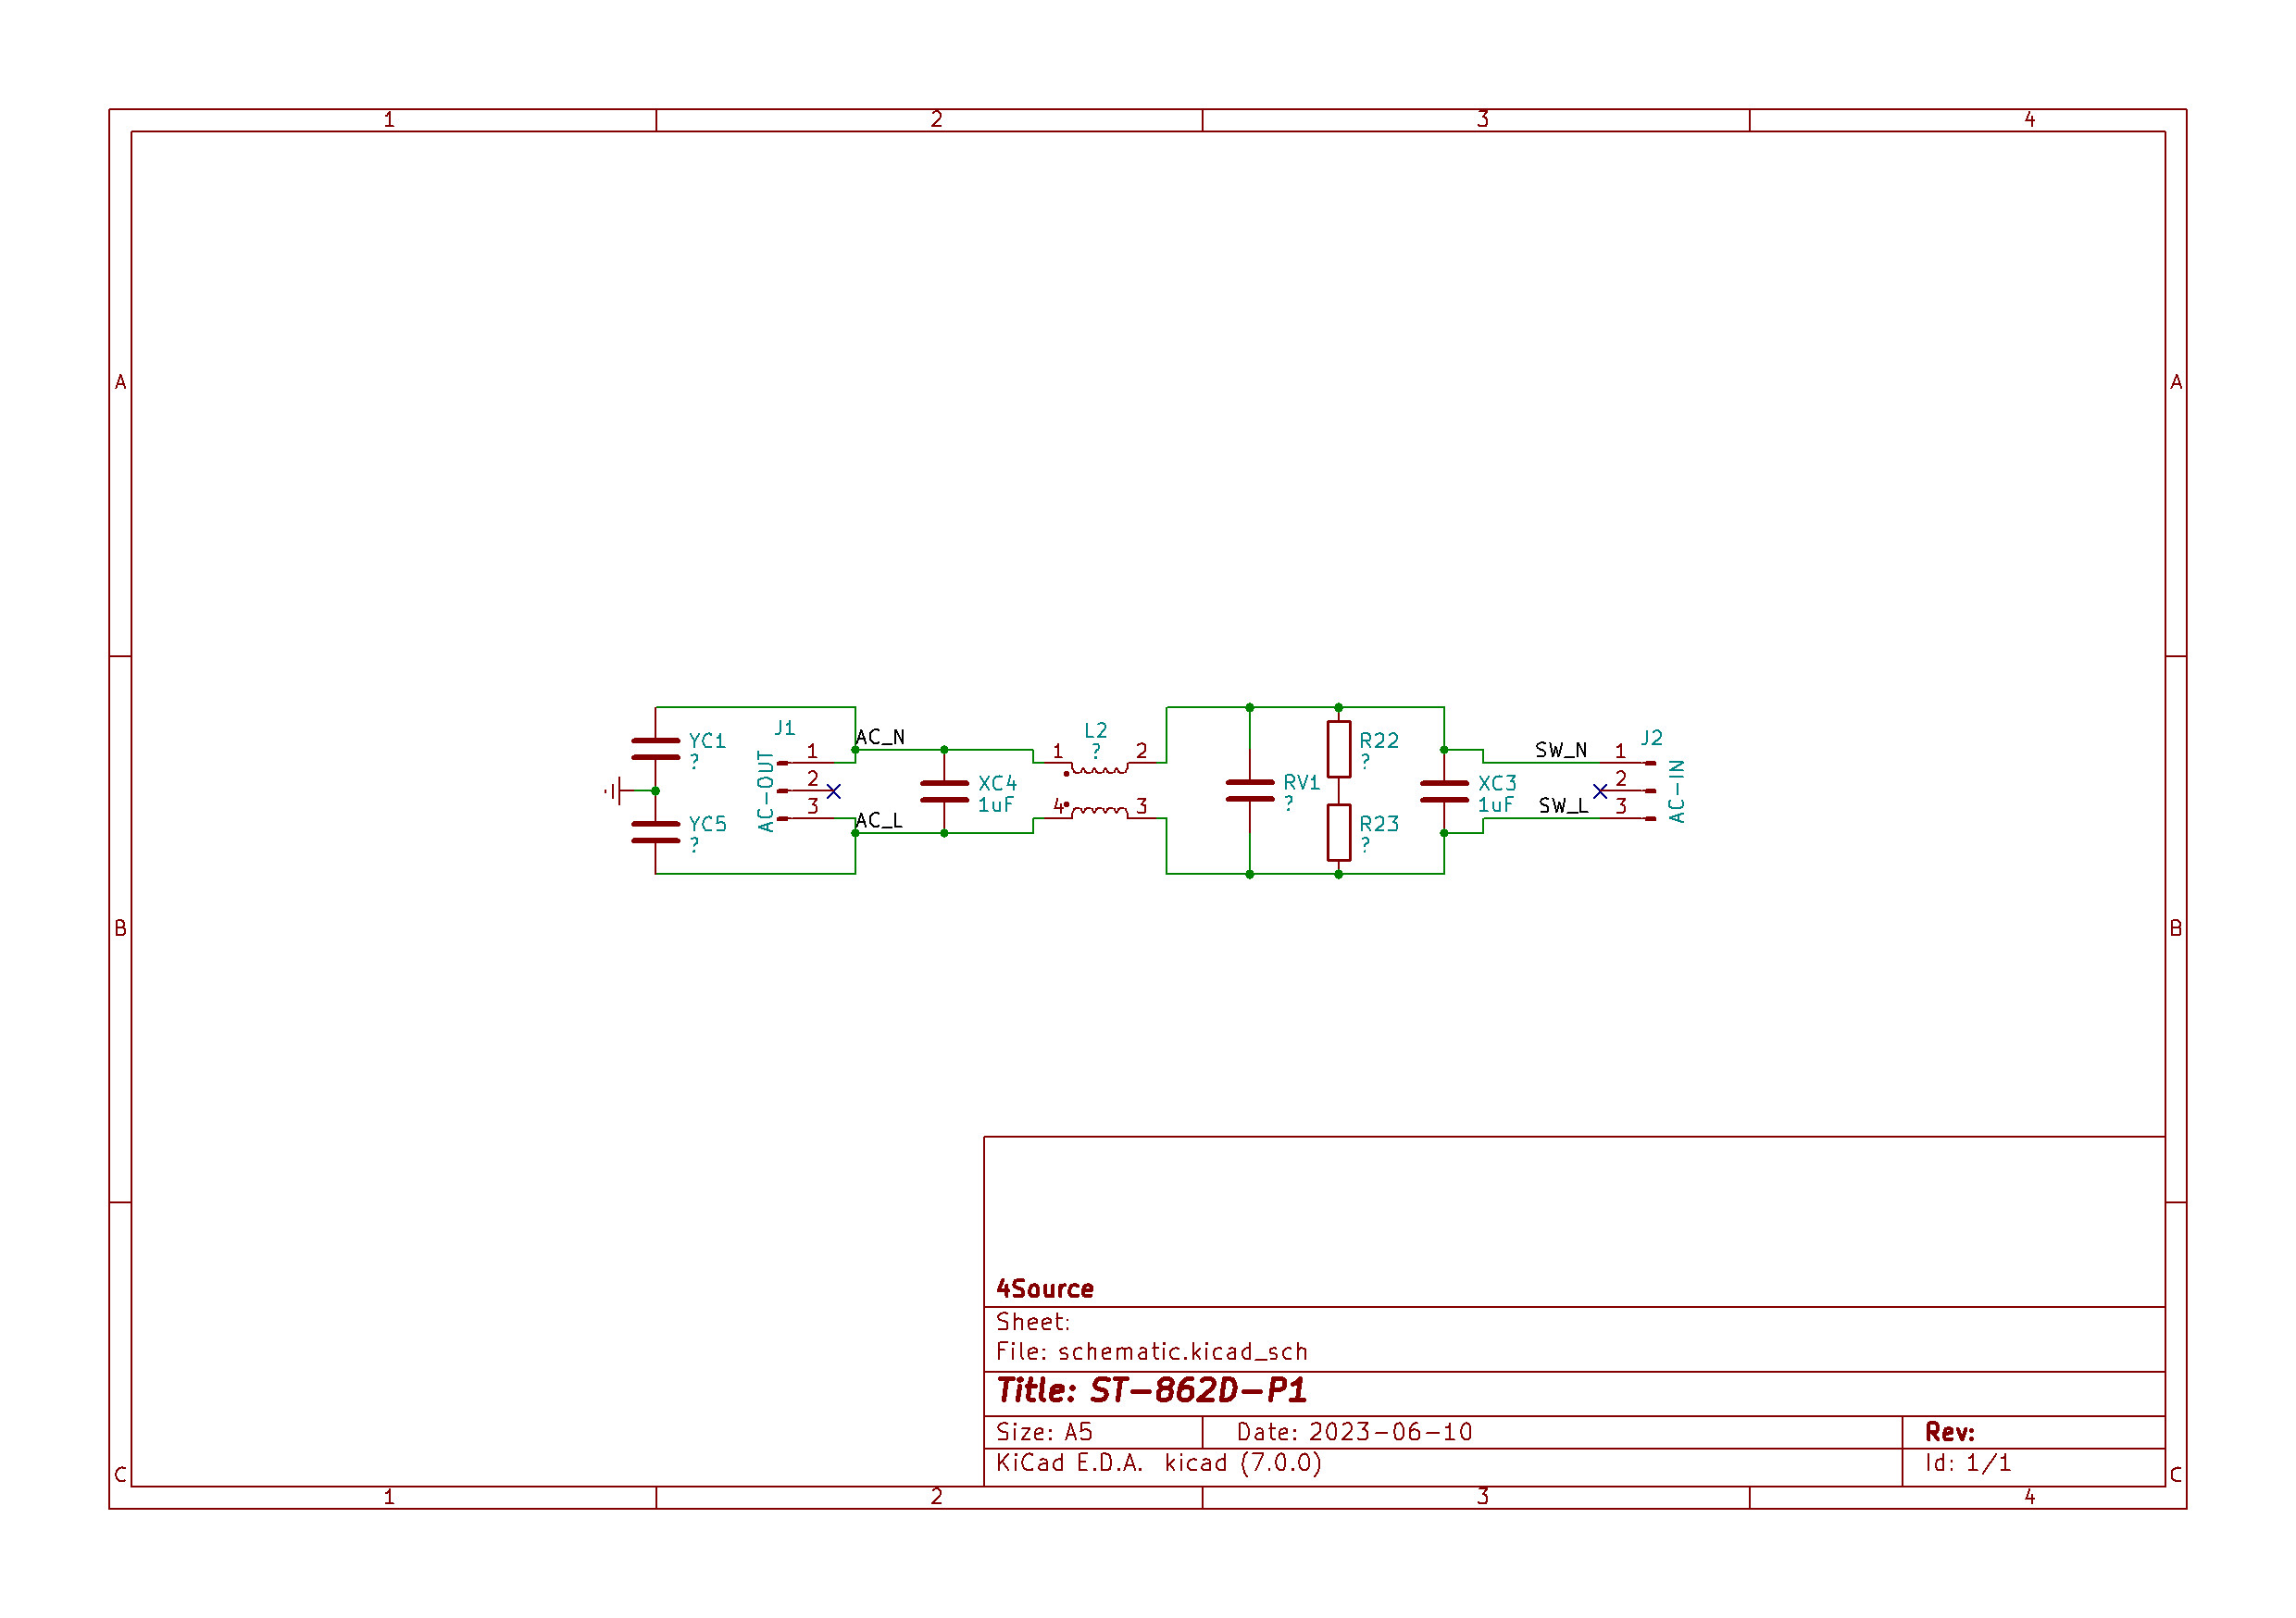 1 2 3 4
A A
J1
AC_N
L2
?
1 2
YC1
?
1
2
3
AC-OUT
XC4
1uF
4 3
YC5
?
AC_L
RV1
?
R22
?
R23
?
XC3
1uF
SW_N
SW_L
J2
1
2
3
AC-IN
B B
4Source
Sheet:
File: schematic.kicad_sch
Title: ST-862D-P1
Size: A5 Date: 2023-06-10 Rev:
KiCad E.D.A. kicad (7.0.0) Id: 1/1
C C
1 2 3 4